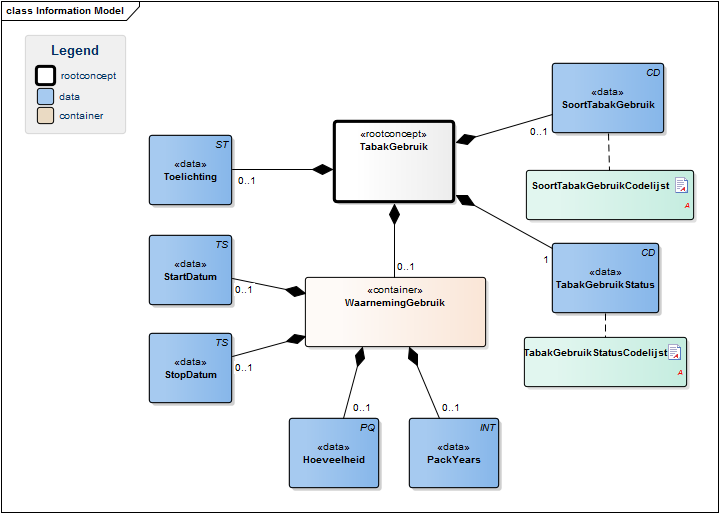 class Information Model
Legend
rootconcept
data
container
CD
«data»
SoortTabakGebruik
0..1
«rootconcept»
TabakGebruik
ST
«data»
Toelichting
0..1
SoortTabakGebruikCodelijst
A
TS
«data»
StartDatum
0..1
CD
«data»
TabakGebruikStatus
1
0..1
«container»
WaarnemingGebruik
TS
«data»
StopDatum
0..1
TabakGebruikStatusCodelijst
A
0..1
0..1
PQ
«data»
Hoeveelheid
INT
«data»
PackYears